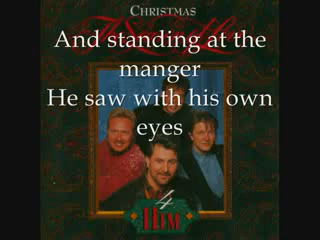 CHRISTMAS
And standing at the
manger
He saw with his own
eyes
4
HIM